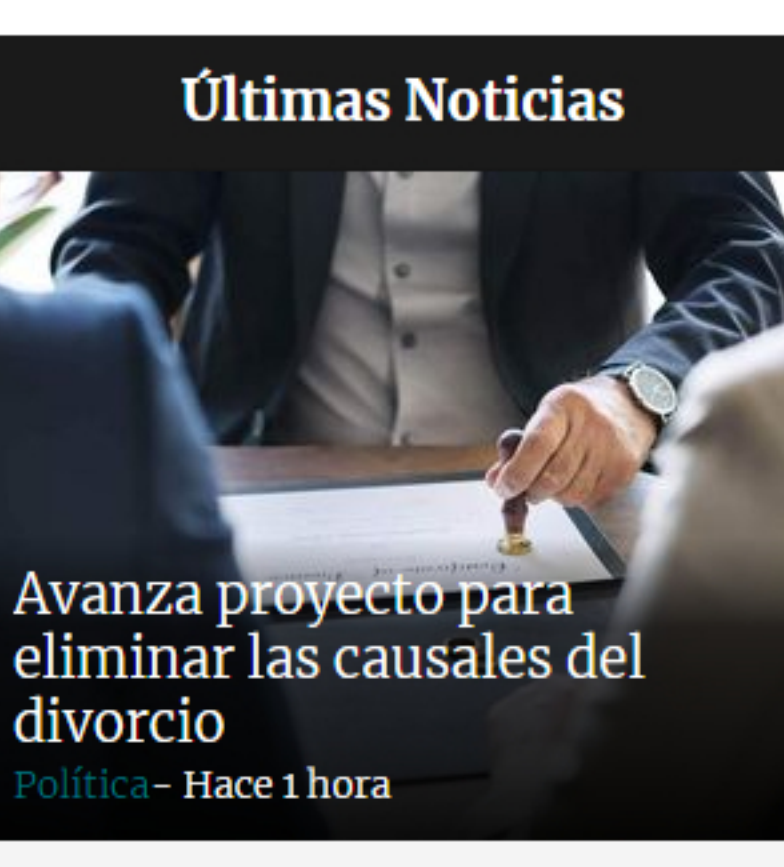 Últimas Noticias
Avanza proyecto para
eliminar las causales del
divorcio
Política– Hace 1 hora